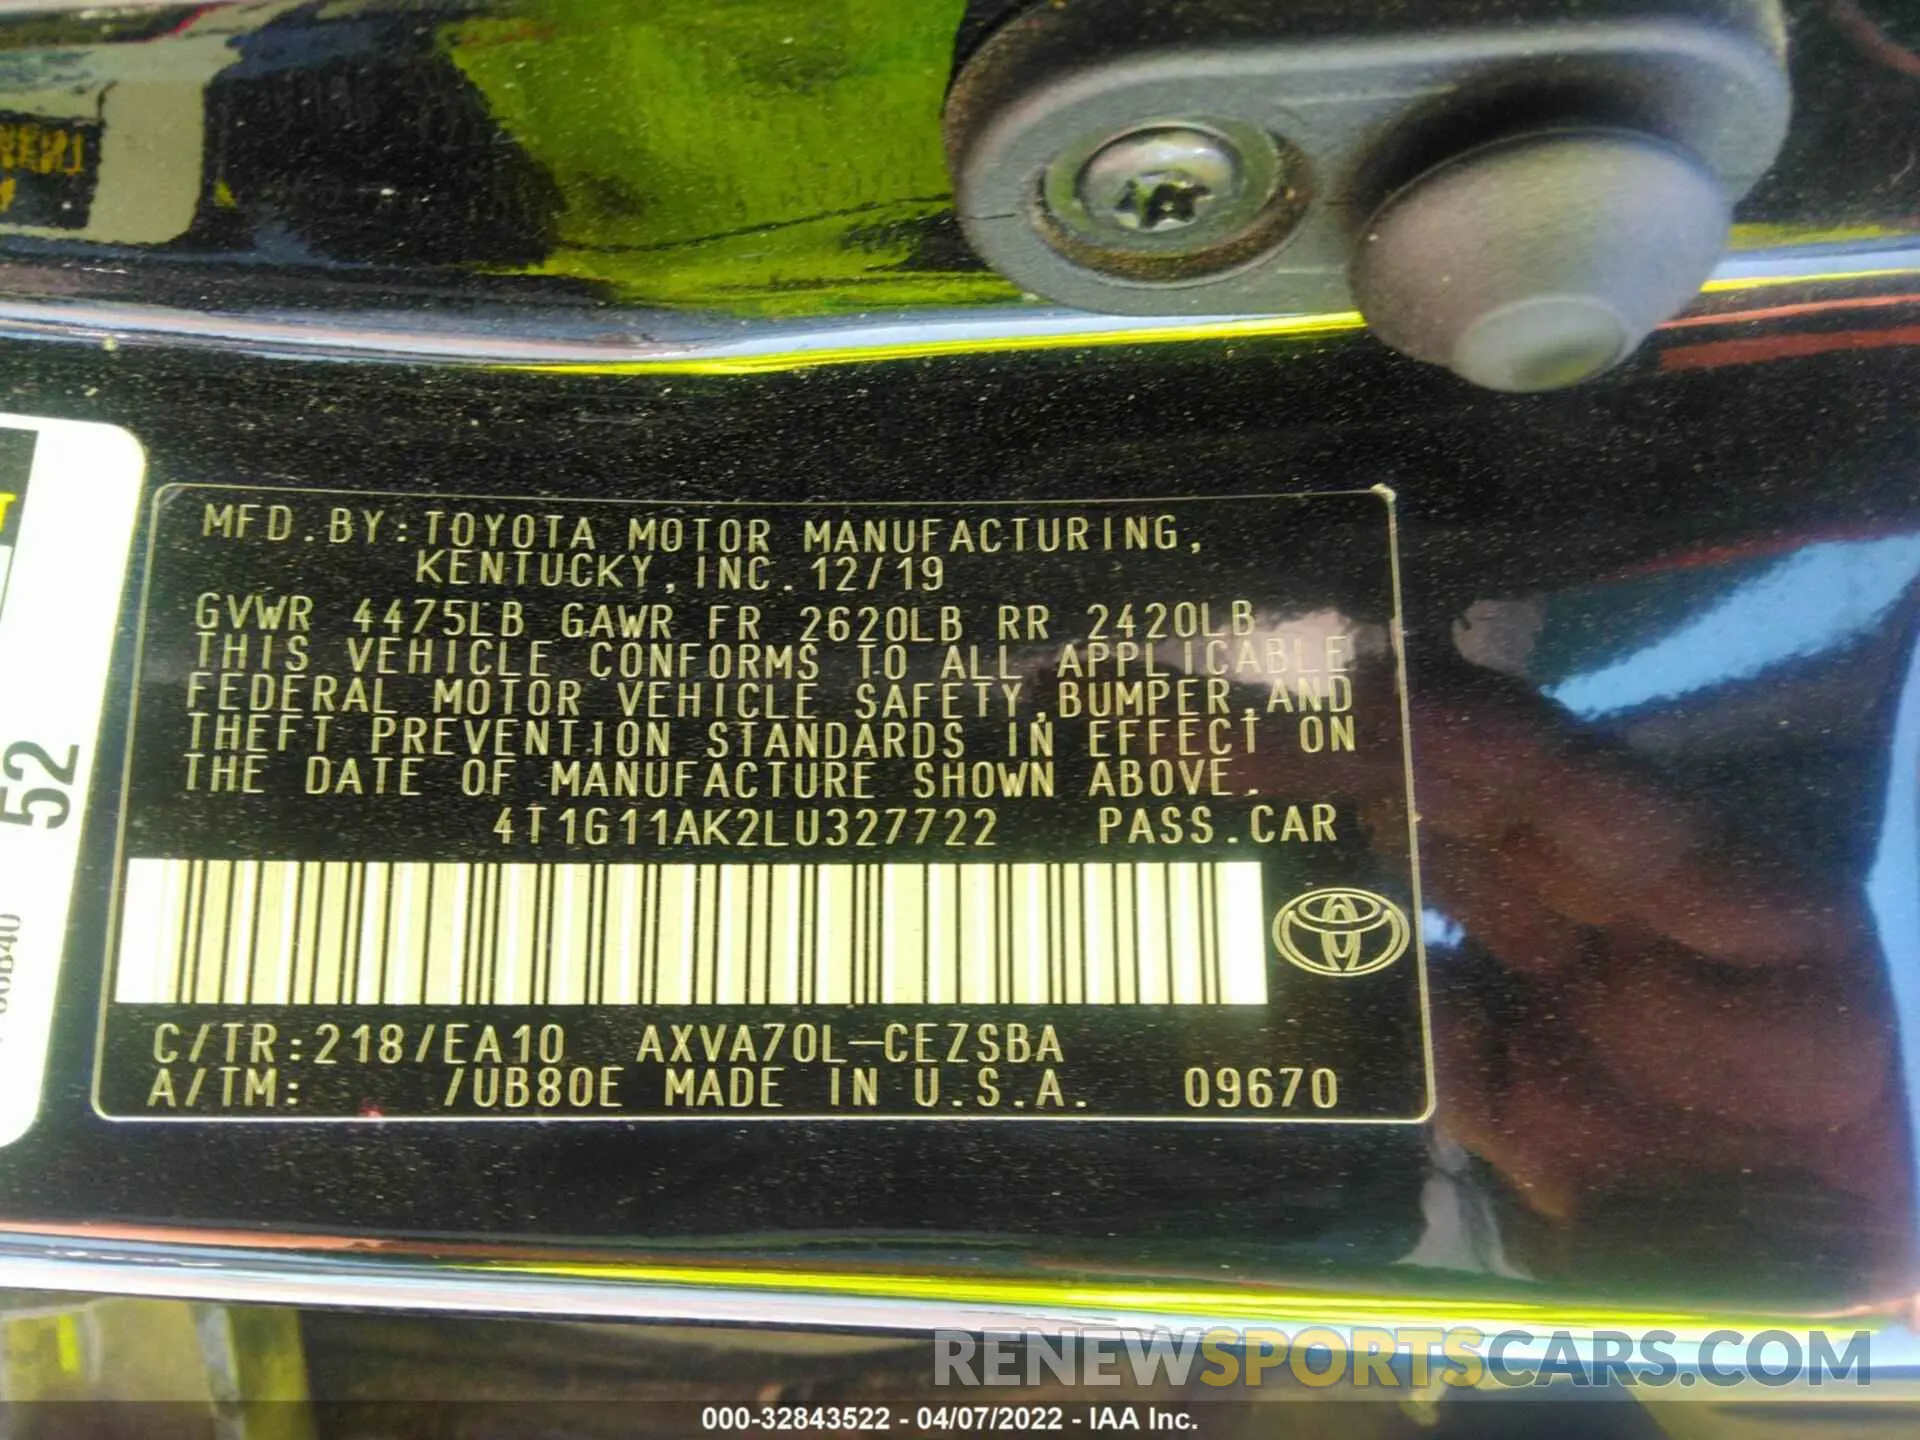 52
MFD.BY:TOYOTA MOTOR MANUFACTURING,
KENTUCKY,INC.12/19
GVWR 4475LB GAWR FR 2620LB RR 2420LB
THIS VEHICLE CONFORMS TO ALL APPLICABLE
FEDERAL MOTOR VEHICLE SAFETY,BUMPER,AND
THEFT PREVENTION STANDARDS IN EFFECT ON
THE DATE OF MANUFACTURE SHOWN ABOVE.
4T1G11AK2LU327722 PASS.CAR
C/TR:218/EA10 AXVA70L-CEZSBA
A/TM: /UB80E MADE IN U.S.A. 09670
RENEWSPORTSCARS.COM
000-32843522 - 04/07/2022 - IAA Inc.